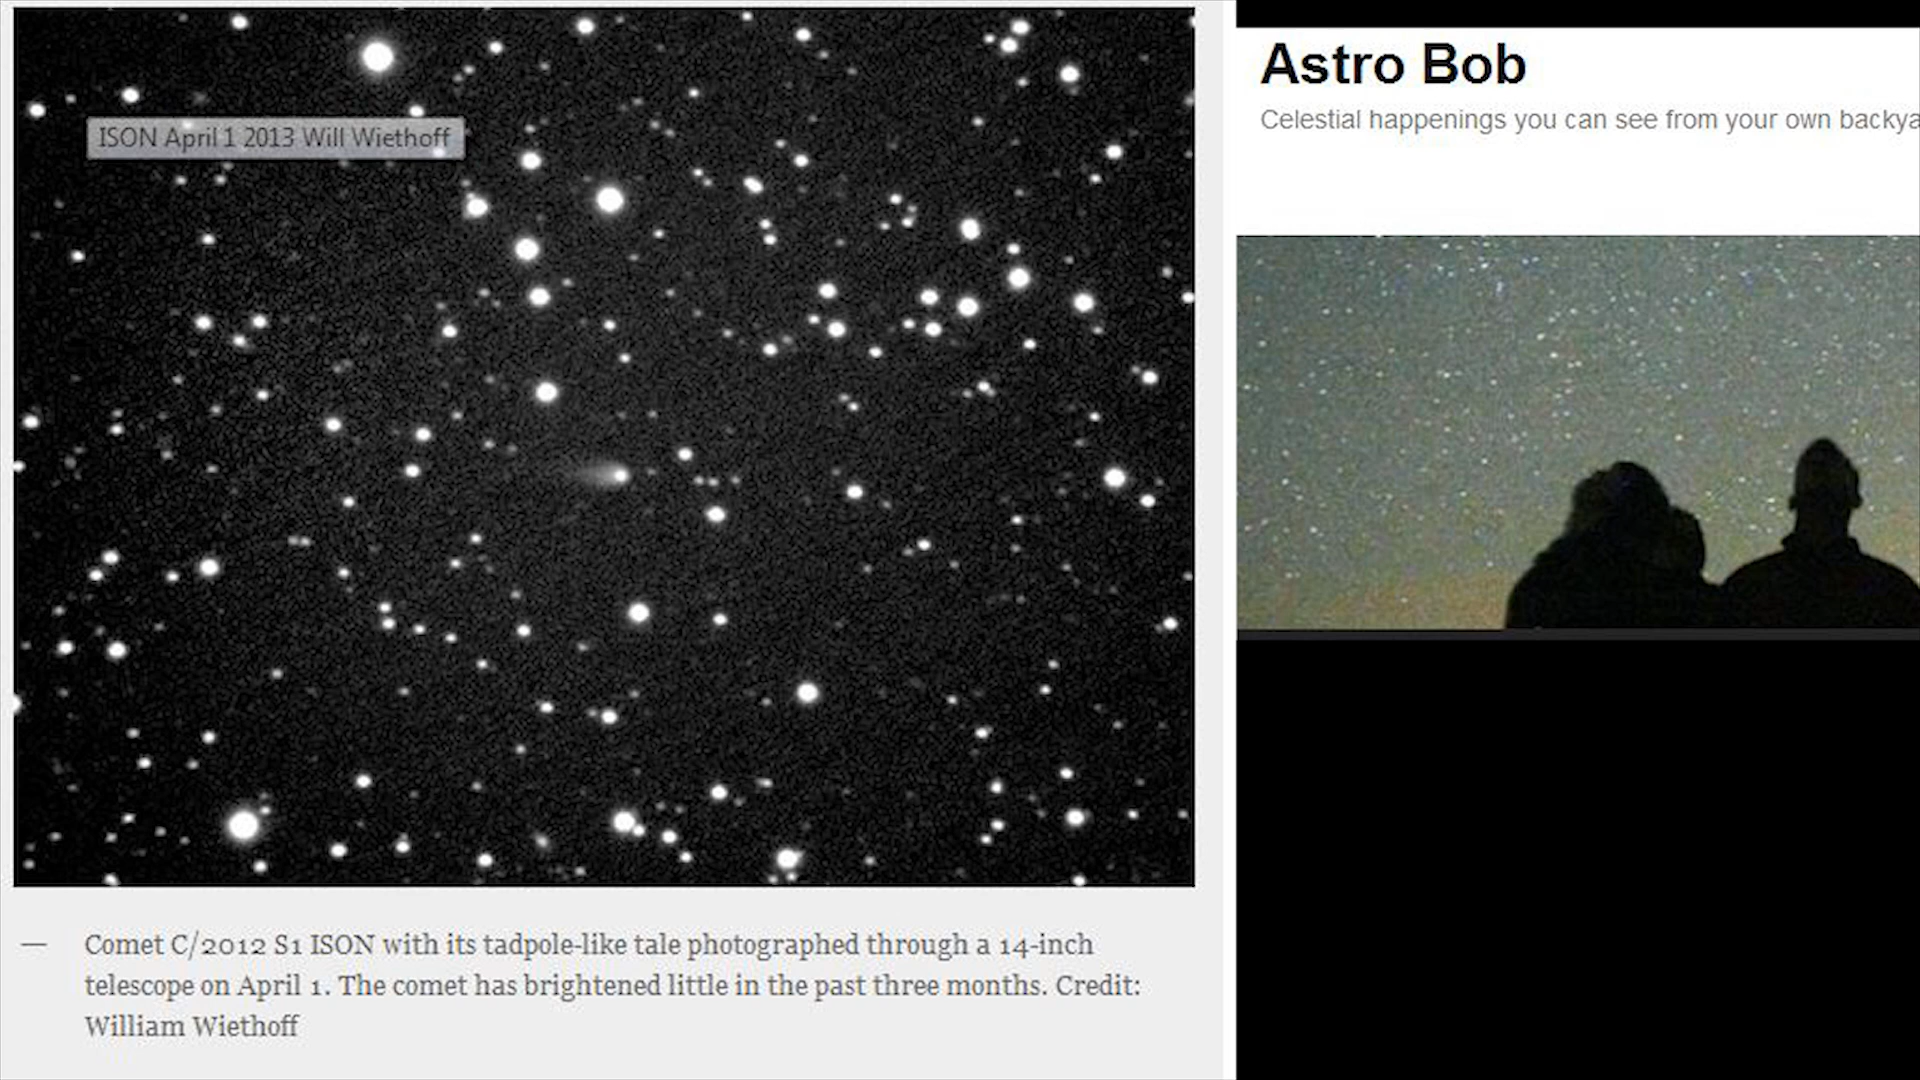 ISON April 1 2013 Will Wiethoff
— Comet C/2012 S1 ISON with its tadpole-like tale photographed through a 14-inch
telescope on April 1. The comet has brightened little in the past three months. Credit:
William Wiethoff
Astro Bob
Celestial happenings you can see from your own backya